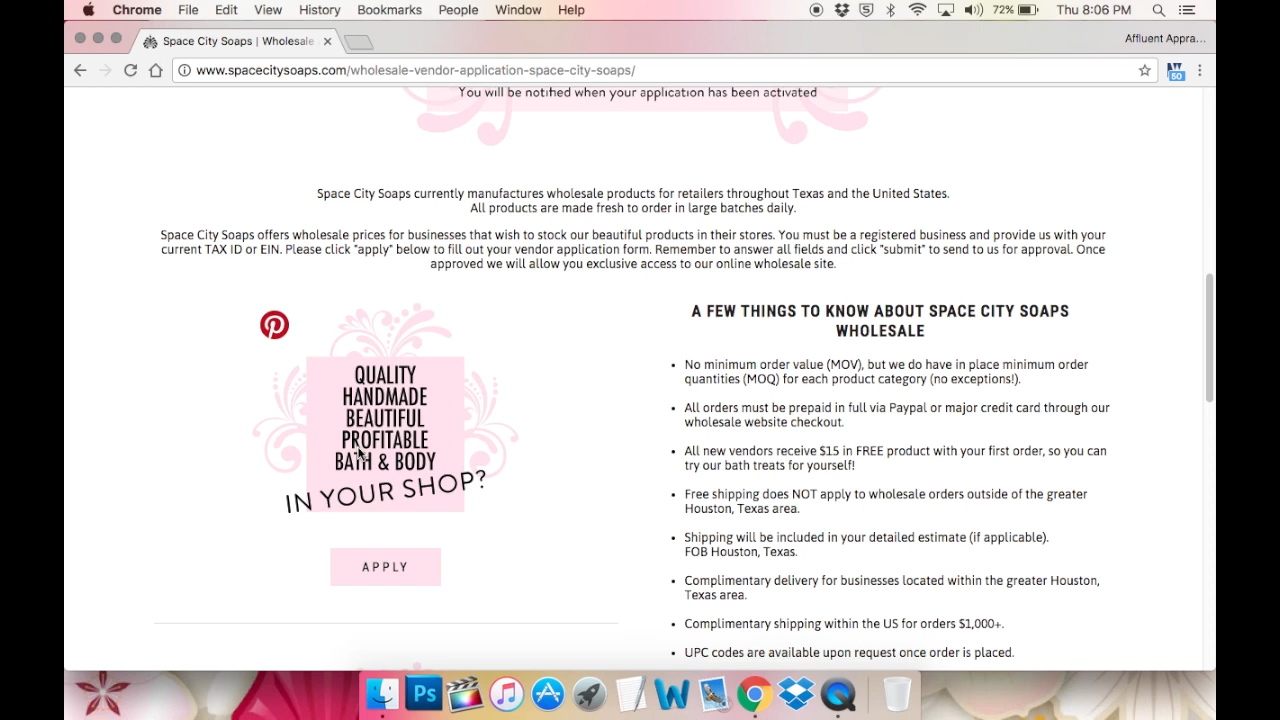 Chrome File Edit View History Bookmarks People Window Help 72% Thu 8:06 PM
Space City Soaps | Wholesale Affluent Appra...
www.spacecitysoaps.com/wholesale-vendor-application-space-city-soaps/ 50
You will be notified when your application has been activated
Space City Soaps currently manufactures wholesale products for retailers throughout Texas and the United States.
All products are made fresh to order in large batches daily.
Space City Soaps offers wholesale prices for businesses that wish to stock our beautiful products in their stores. You must be a registered business and provide us with your
current TAX ID or EIN. Please click "apply" below to fill out your vendor application form. Remember to answer all fields and click "submit" to send to us for approval. Once
approved we will allow you exclusive access to our online wholesale site.
QUALITY
HANDMADE
BEAUTIFUL
PROFITABLE
BATH & BODY
IN YOUR SHOP?
APPLY
A FEW THINGS TO KNOW ABOUT SPACE CITY SOAPS
WHOLESALE
• No minimum order value (MOV), but we do have in place minimum order
quantities (MOQ) for each product category (no exceptions!).
• All orders must be prepaid in full via Paypal or major credit card through our
wholesale website checkout.
• All new vendors receive $15 in FREE product with your first order, so you can
try our bath treats for yourself!
• Free shipping does NOT apply to wholesale orders outside of the greater
Houston, Texas area.
• Shipping will be included in your detailed estimate (if applicable).
FOB Houston, Texas.
• Complimentary delivery for businesses located within the greater Houston,
Texas area.
• Complimentary shipping within the US for orders $1,000+.
• UPC codes are available upon request once order is placed.
Ps W